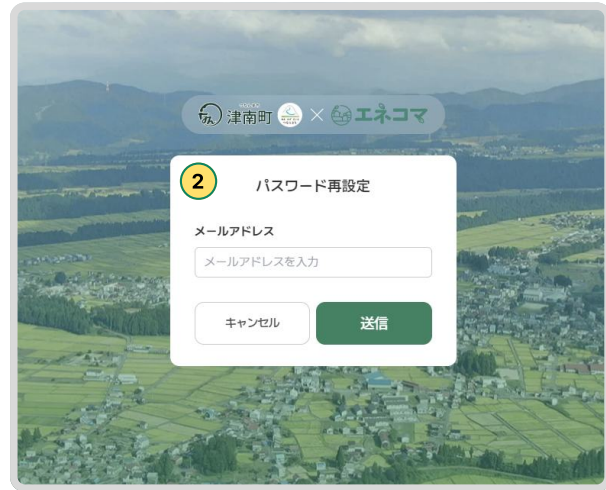 津南町 × エネコマ
2
パスワード再設定
メールアドレス
メールアドレスを入力
キャンセル
送信